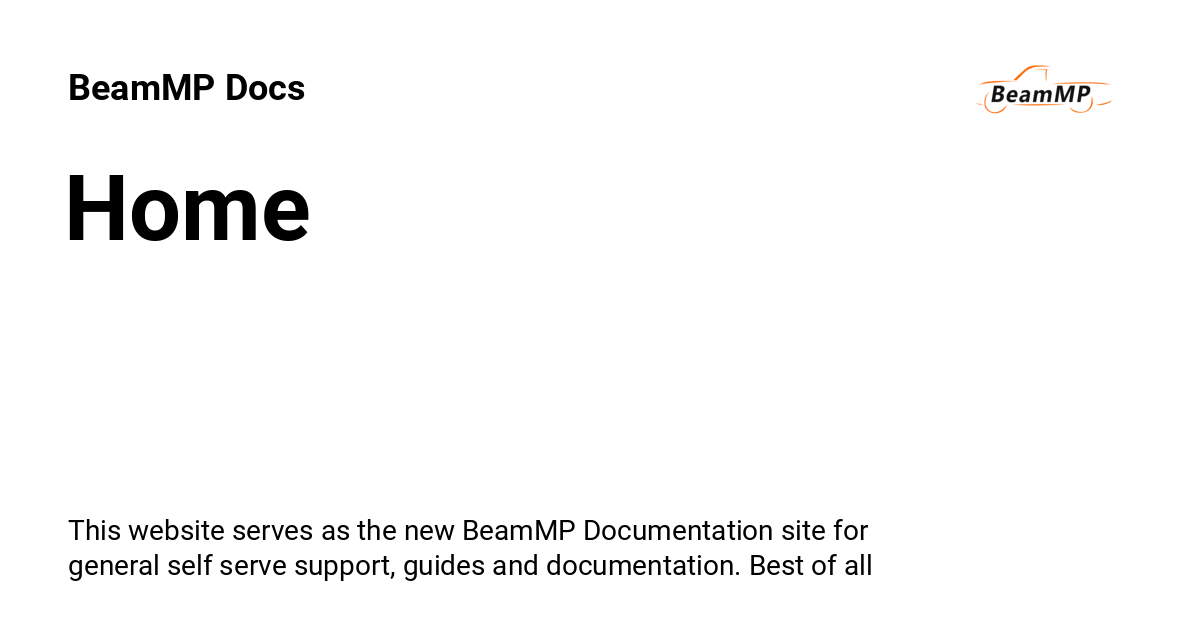 BeamMP Docs
BeamMP
Home
This website serves as the new BeamMP Documentation site for
general self serve support, guides and documentation. Best of all